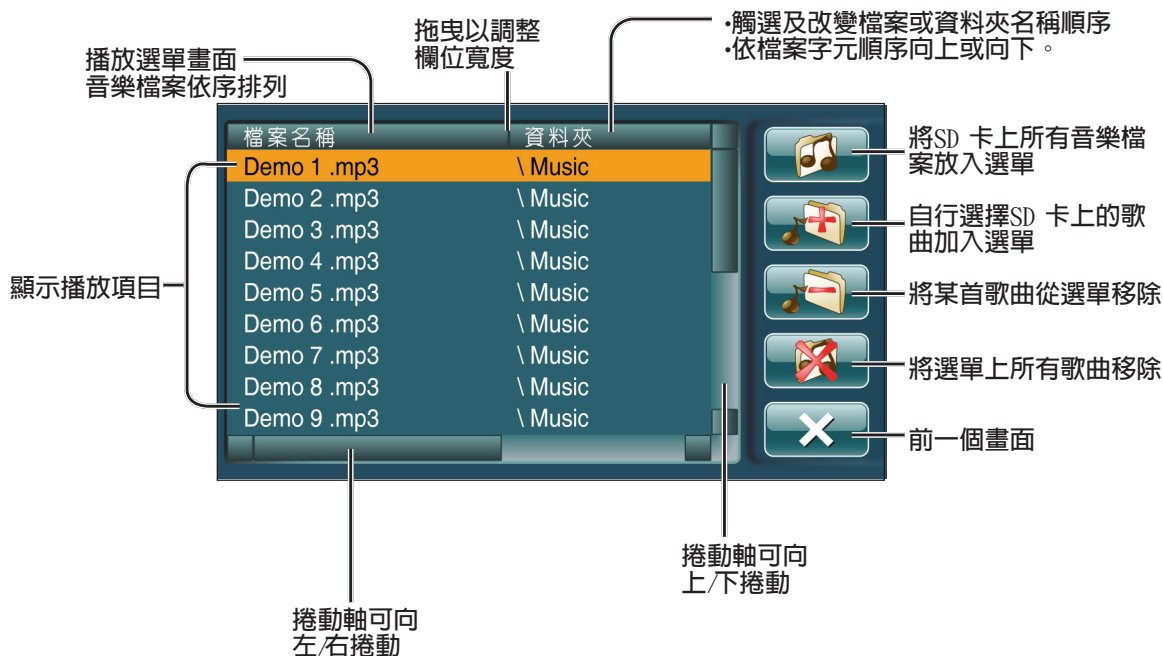 •觸選及改變檔案或資料夾名稱順序
•依檔案字元順序向上或向下。
拖曳以調整
欄位寬度
播放選單畫面
音樂檔案依序排列
檔案名稱 資料夾
Demo 1 .mp3 \ Music
Demo 2 .mp3 \ Music
Demo 3 .mp3 \ Music
Demo 4 .mp3 \ Music
Demo 5 .mp3 \ Music
Demo 6 .mp3 \ Music
Demo 7 .mp3 \ Music
Demo 8 .mp3 \ Music
Demo 9 .mp3 \ Music
顯示播放項目
將SD 卡上所有音樂檔
案放入選單
自行選擇SD 卡上的歌
曲加入選單
將某首歌曲從選單移除
將選單上所有歌曲移除
前一個畫面
捲動軸可向
上/下捲動
捲動軸可向
左/右捲動